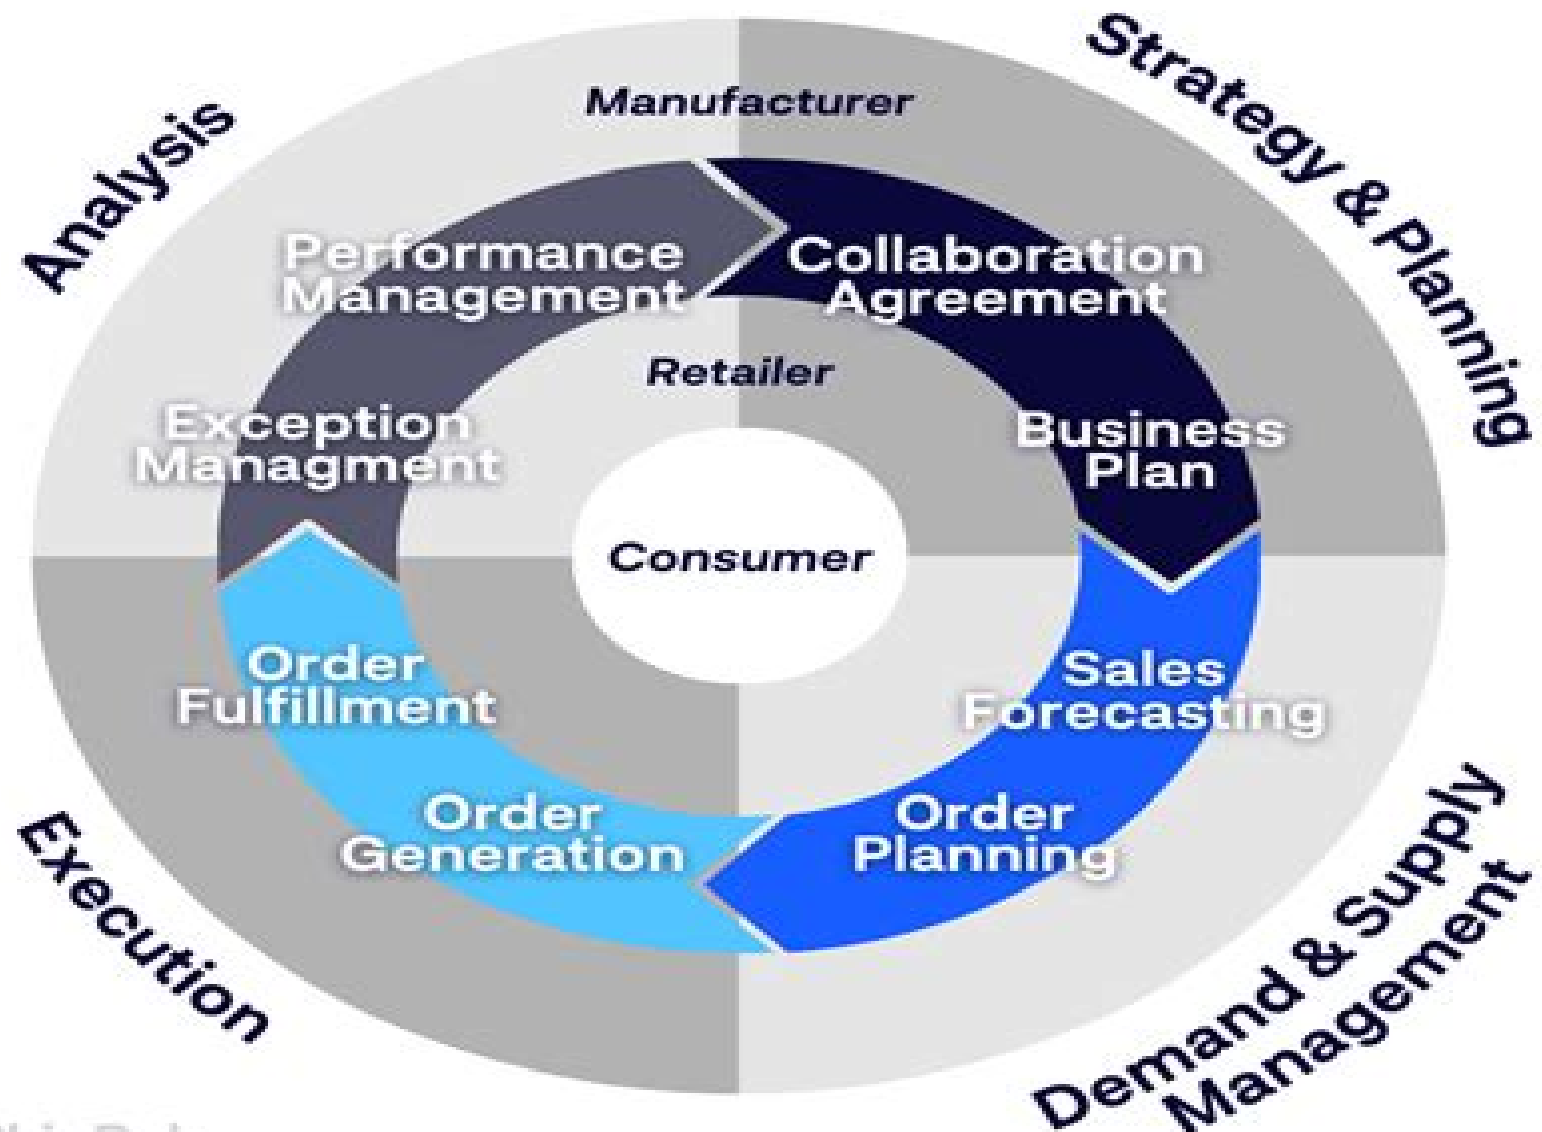 Strategy & Planning
Analysis
Manufacturer
Performance
Management
Collaboration
Agreement
Retailer
Exception
Managment
Business
Plan
Consumer
Order
Fulfillment
Sales
Forecasting
Order
Generation
Order
Planning
Execution
Demand & Supply
Management